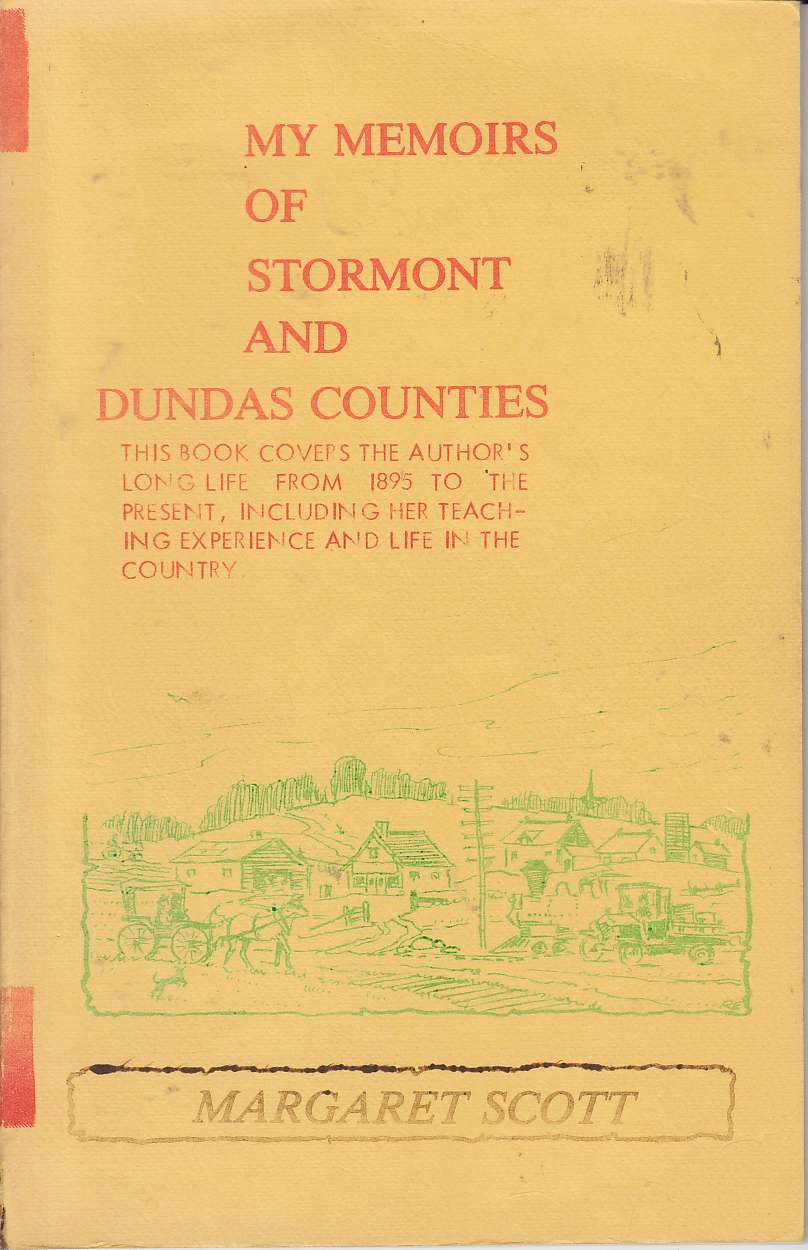 MY MEMOIRS
OF
STORMONT
AND
DUNDAS COUNTIES
THIS BOOK COVERS THE AUTHOR'S
LONG LIFE FROM 1895 TO THE
PRESENT, INCLUDING HER TEACH-
ING EXPERIENCE AND LIFE IN THE
COUNTRY.
MARGARET SCOTT